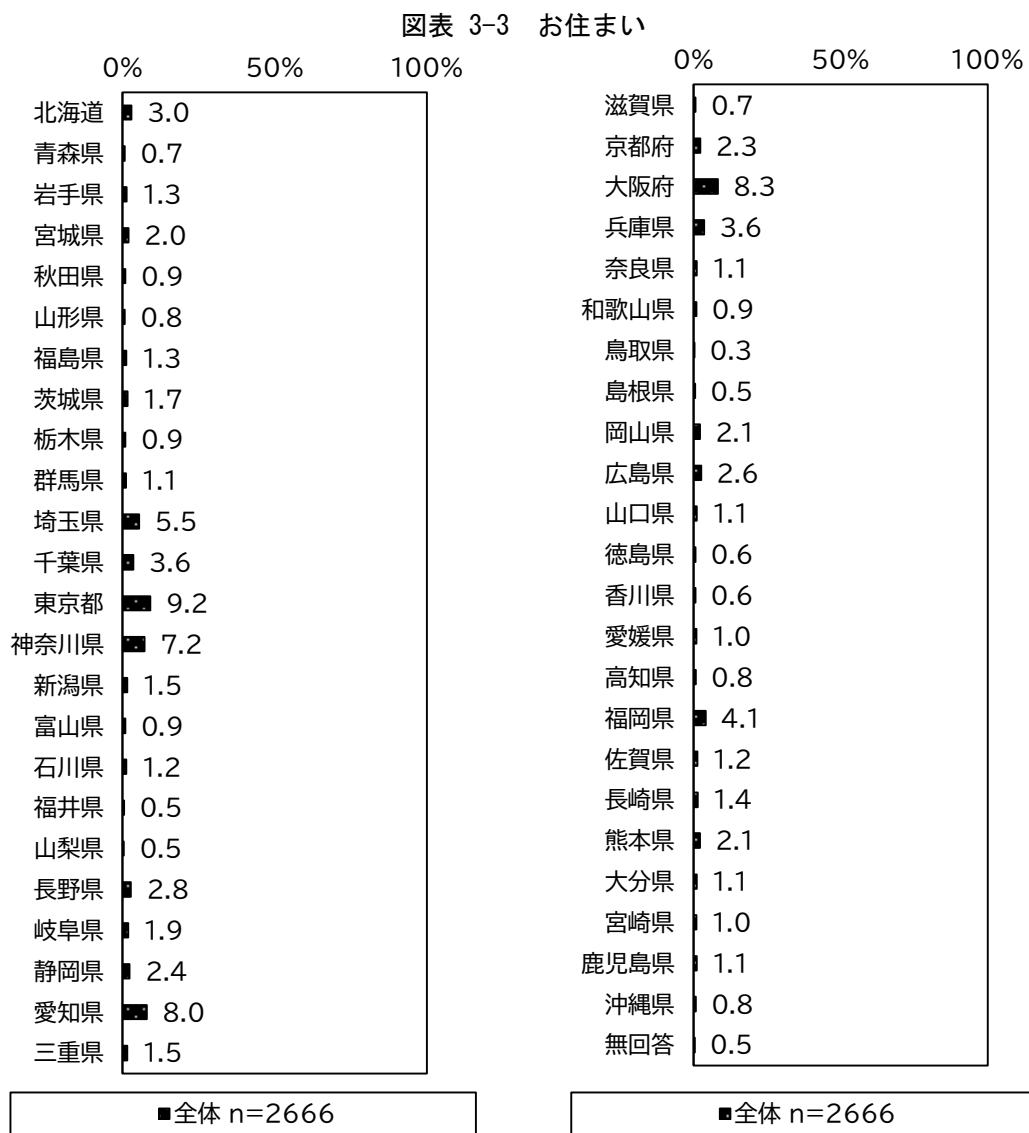 図表 3-3　お住まい
0% 50% 100%
北海道 3.0
青森県 0.7
岩手県 1.3
宮城県 2.0
秋田県 0.9
山形県 0.8
福島県 1.3
茨城県 1.7
栃木県 0.9
群馬県 1.1
埼玉県 5.5
千葉県 3.6
東京都 9.2
神奈川県 7.2
新潟県 1.5
富山県 0.9
石川県 1.2
福井県 0.5
山梨県 0.5
長野県 2.8
岐阜県 1.9
静岡県 2.4
愛知県 8.0
三重県 1.5
■全体 n=2666
0% 50% 100%
滋賀県 0.7
京都府 2.3
大阪府 8.3
兵庫県 3.6
奈良県 1.1
和歌山県 0.9
鳥取県 0.3
島根県 0.5
岡山県 2.1
広島県 2.6
山口県 1.1
徳島県 0.6
香川県 0.6
愛媛県 1.0
高知県 0.8
福岡県 4.1
佐賀県 1.2
長崎県 1.4
熊本県 2.1
大分県 1.1
宮崎県 1.0
鹿児島県 1.1
沖縄県 0.8
無回答 0.5
■全体 n=2666